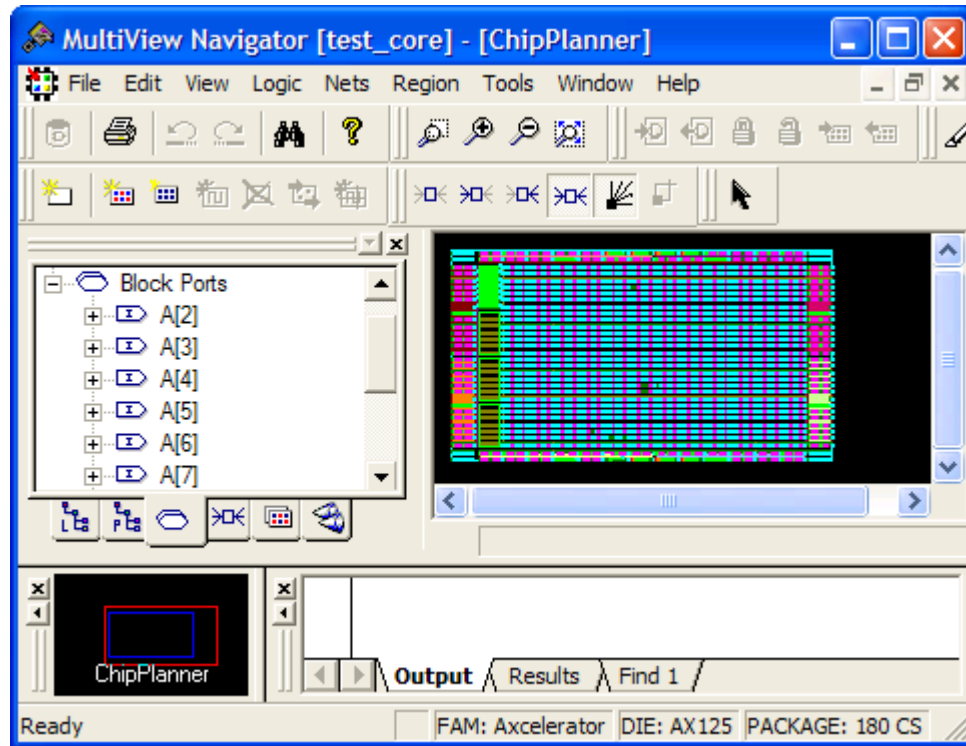 MultiView Navigator [test_core] - [ChipPlanner]
File Edit View Logic Nets Region Tools Window Help
Block Ports
A[2]
A[3]
A[4]
A[5]
A[6]
A[7]
L P
ChipPlanner
Output Results Find 1
Ready FAM: Axcelerator DIE: AX125 PACKAGE: 180 CS